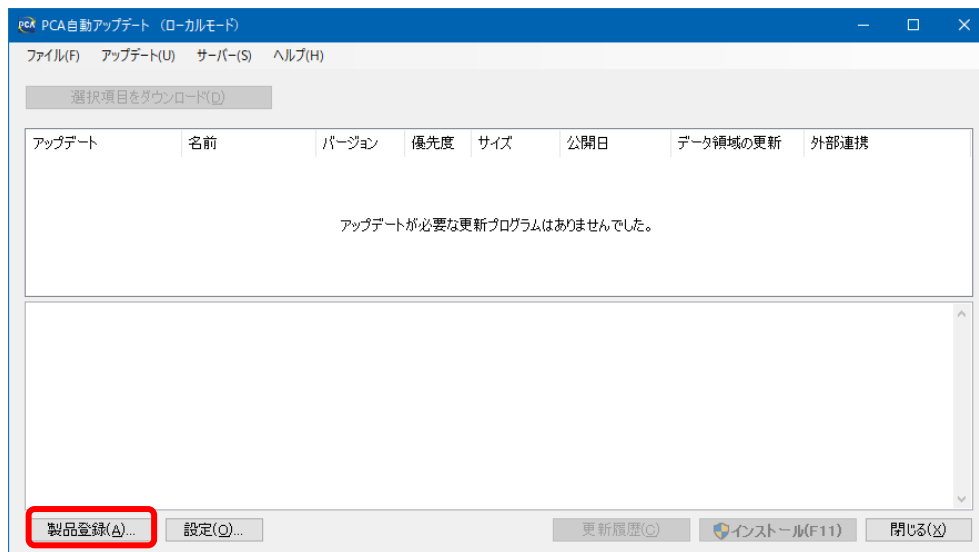 PCA PCA自動アップデート (ローカルモード)
ファイル(F) アップデート(U) サーバー(S) ヘルプ(H)
選択項目をダウンロード(D)
アップデート 名前 バージョン 優先度 サイズ 公開日 データ領域の更新 外部連携
アップデートが必要な更新プログラムはありませんでした。
製品登録(A)... 設定(O)... 更新履歴(C) インストール(F11) 閉じる(X)